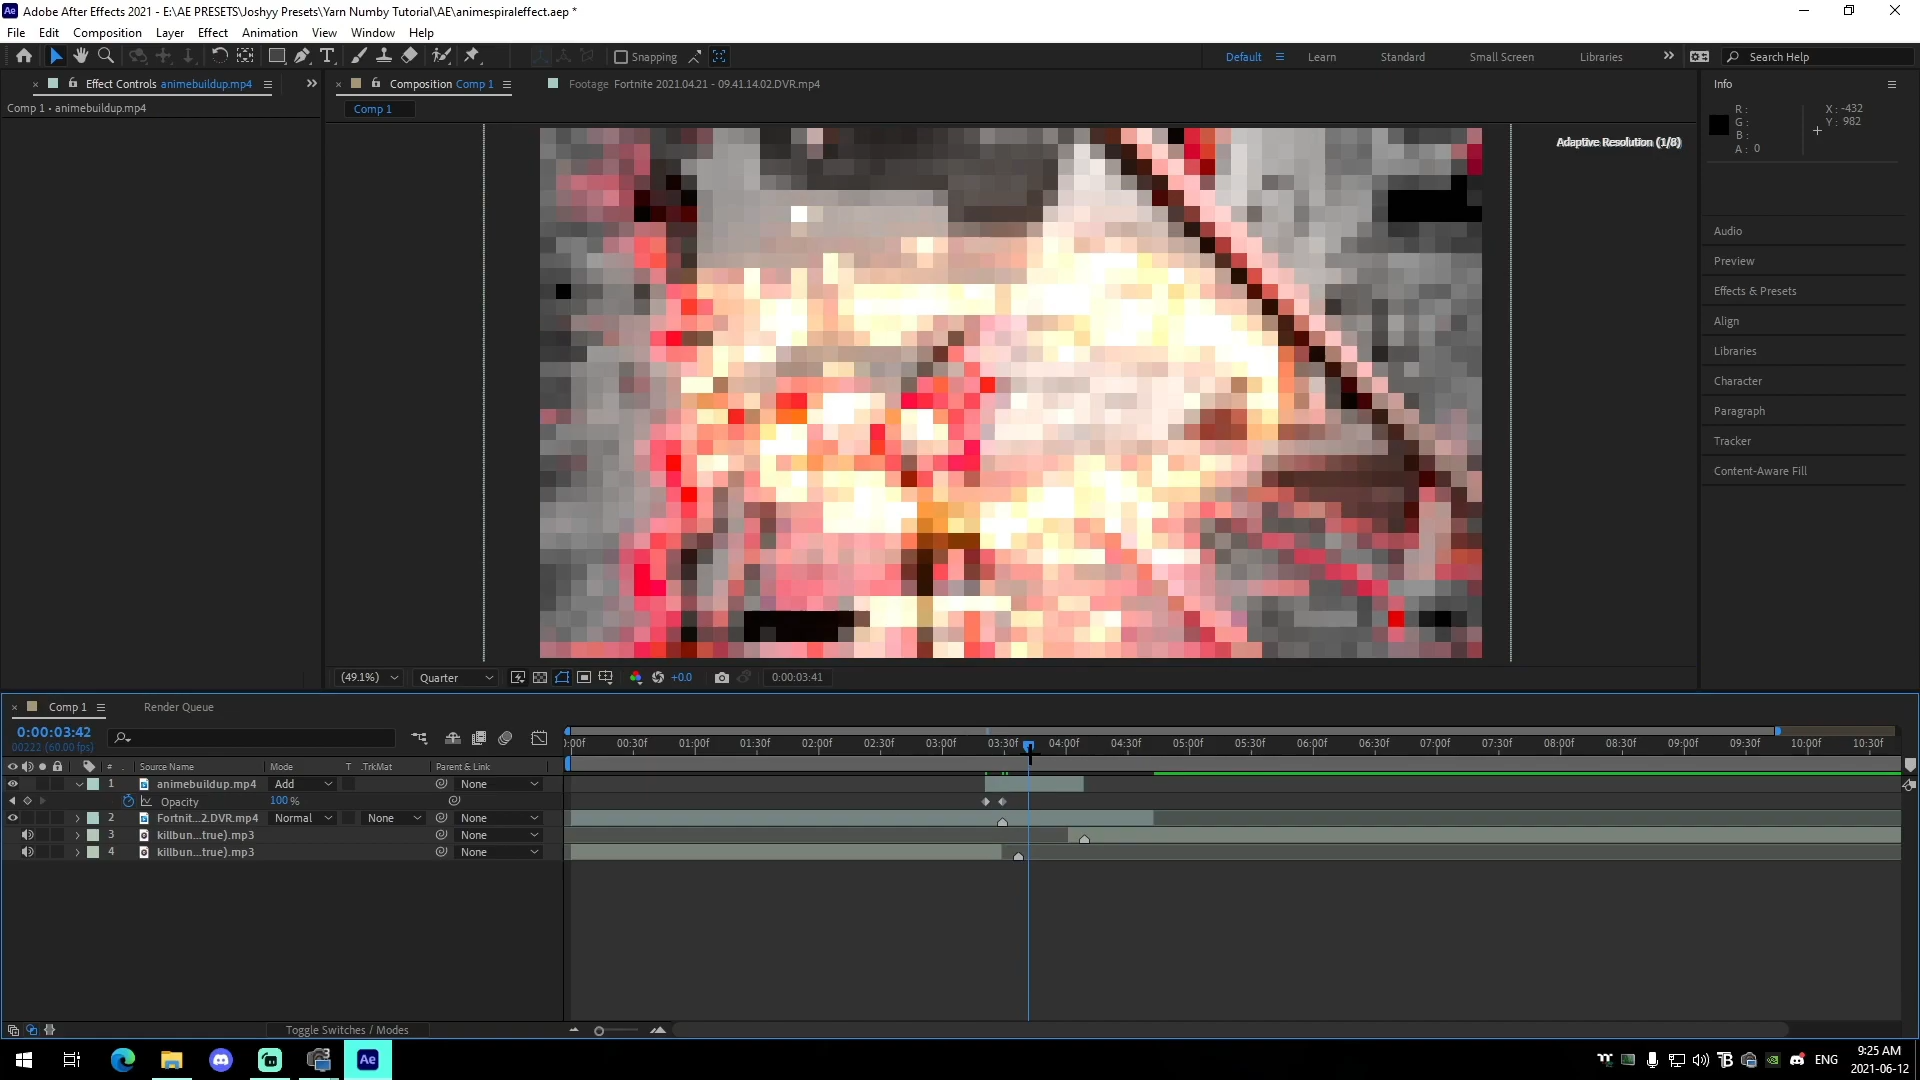 Adobe After Effects 2021 - E:\AE PRESETS\Joshyy Presets\Yarn Numby Tutorial\AE\animespiraleffect.aep *
File Edit Composition Layer Effect Animation View Window Help
Snapping
Default Learn Standard Small Screen Libraries Search Help
Effect Controls animebuildup.mp4
Composition Comp 1
Footage Fortnite 2021.04.21 - 09.41.14.02.DVR.mp4
Info
Comp 1 • animebuildup.mp4
Comp 1
R :
G :
B :
A : 0
X : -432
Y : 982
Adaptive Resolution (1/8)
Audio
Preview
Effects & Presets
Align
Libraries
Character
Paragraph
Tracker
Content-Aware Fill
(49.1%) Quarter +0.0 0:00:03:41
Comp 1 Render Queue
0:00:03:42
00222 (60.00 fps)
):00f 00:30f 01:00f 01:30f 02:00f 02:30f 03:00f 03:30f 04:00f 04:30f 05:00f 05:30f 06:00f 06:30f 07:00f 07:30f 08:00f 08:30f 09:00f 09:30f 10:00f 10:30f
# Source Name Mode T .TrkMat Parent & Link
1 animebuildup.mp4 Add None
Opacity 100 %
2 Fortnit...2.DVR.mp4 Normal None None
3 killbun...true).mp3 None
4 killbun...true).mp3 None
Toggle Switches / Modes
Ae
ENG
9:25 AM
2021-06-12